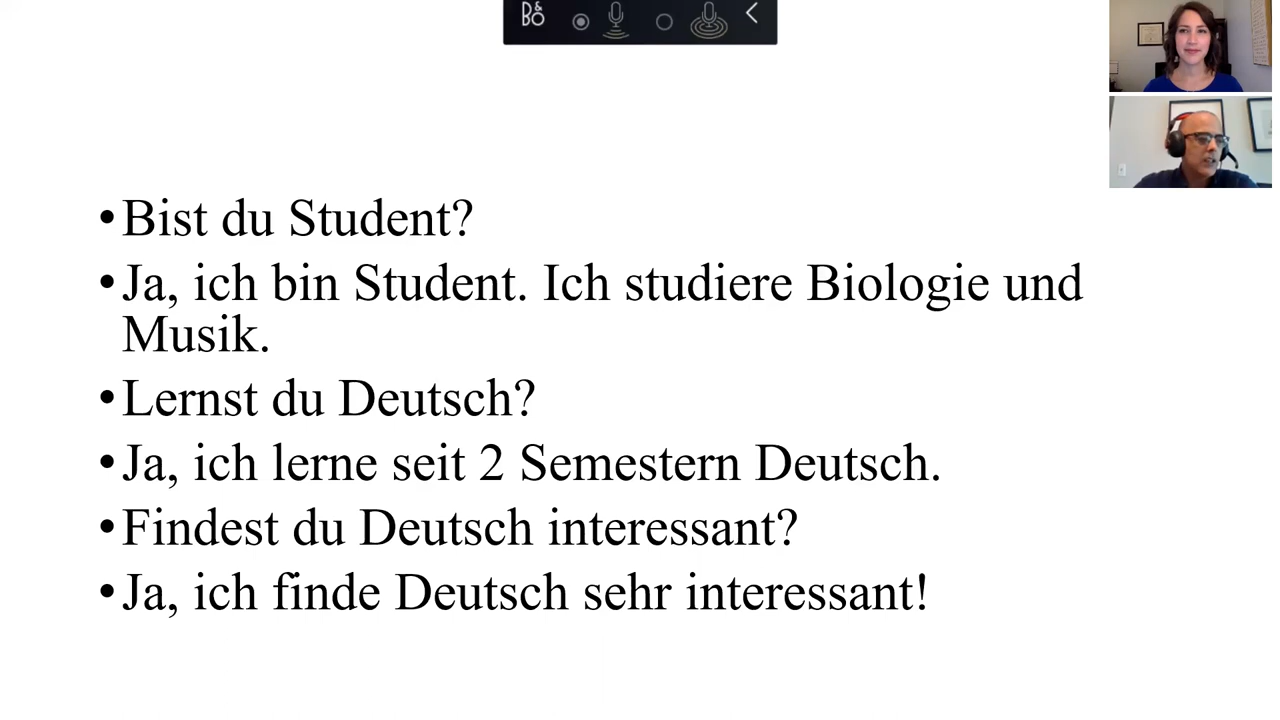 B&O
•Bist du Student?
•Ja, ich bin Student. Ich studiere Biologie und
Musik.
•Lernst du Deutsch?
•Ja, ich lerne seit 2 Semestern Deutsch.
•Findest du Deutsch interessant?
•Ja, ich finde Deutsch sehr interessant!